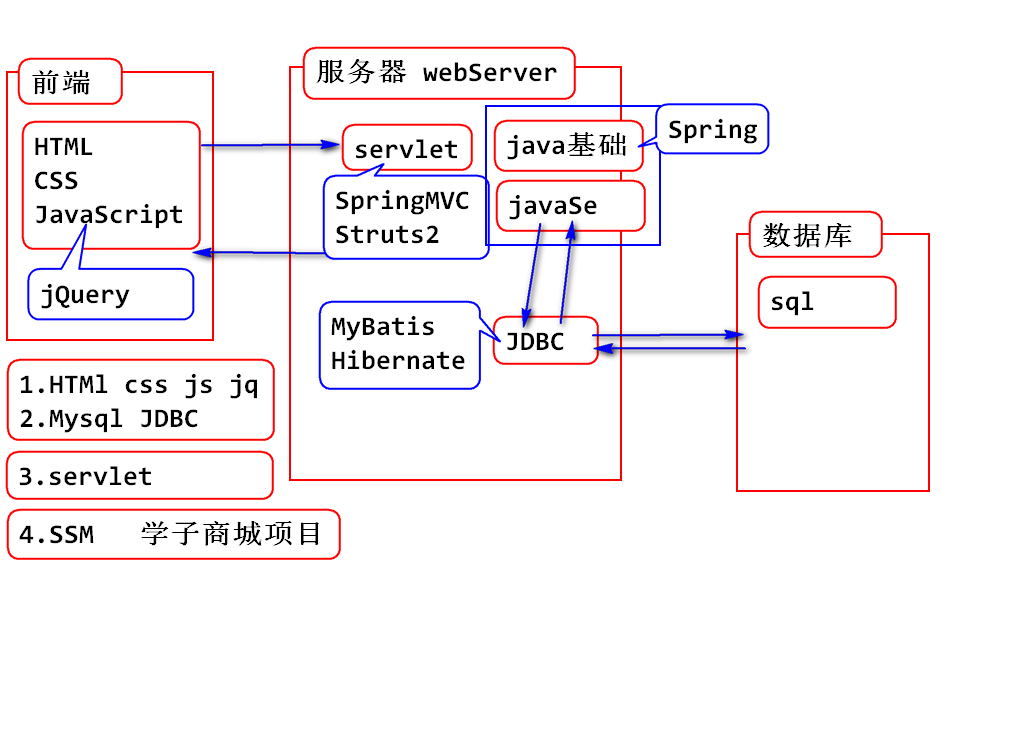 前端
HTML
CSS
JavaScript
jQuery
服务器 webServer
servlet
SpringMVC
Struts2
java基础
javaSe
Spring
MyBatis
Hibernate
JDBC
数据库
sql
1.HTMl css js jq
2.Mysql JDBC
3.servlet
4.SSM 学子商城项目